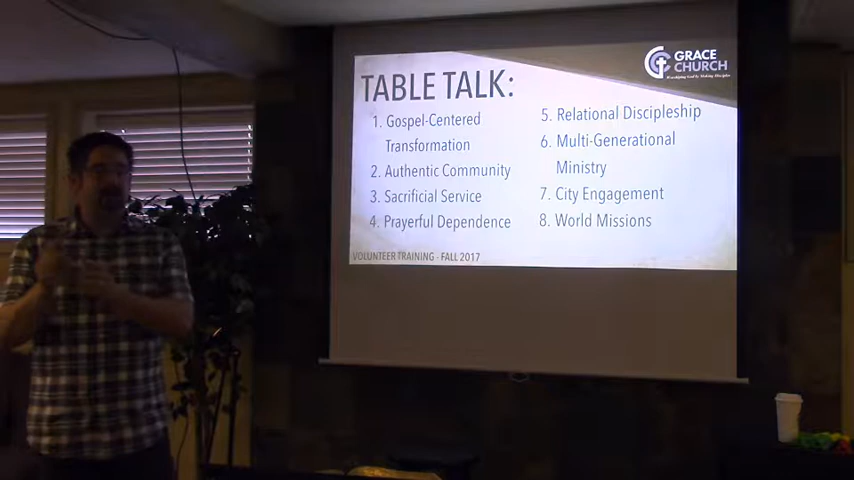 GRACE
CHURCH
TABLE TALK:
1. Gospel-Centered
Transformation
2. Authentic Community
3. Sacrificial Service
4. Prayerful Dependence
5. Relational Discipleship
6. Multi-Generational
Ministry
7. City Engagement
8. World Missions
VOLUNTEER TRAINING - FALL 2017